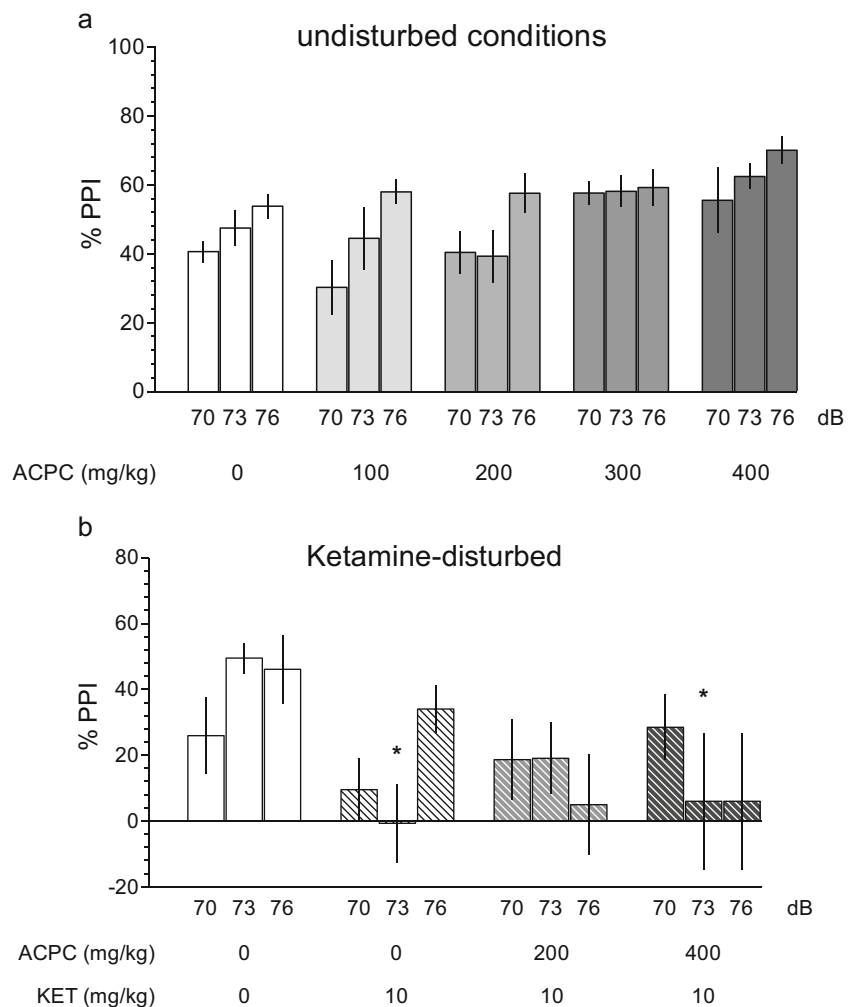 a
undisturbed conditions
100
80
60
40
20
0
% PPI
70 73 76 70 73 76 70 73 76 70 73 76 70 73 76 dB
ACPC (mg/kg) 0 100 200 300 400
b
Ketamine-disturbed
80
60
40
20
0
-20
% PPI
*
*
70 73 76 70 73 76 70 73 76 70 73 76 dB
ACPC (mg/kg) 0 0 200 400
KET (mg/kg) 0 10 10 10